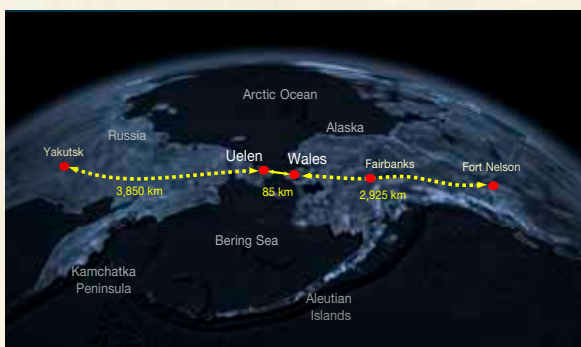 Arctic Ocean
Russia
Alaska
Yakutsk
Uelen
Wales
Fairbanks
Fort Nelson
3,850 km
85 km
2,925 km
Bering Sea
Kamchatka
Peninsula
Aleutian
Islands